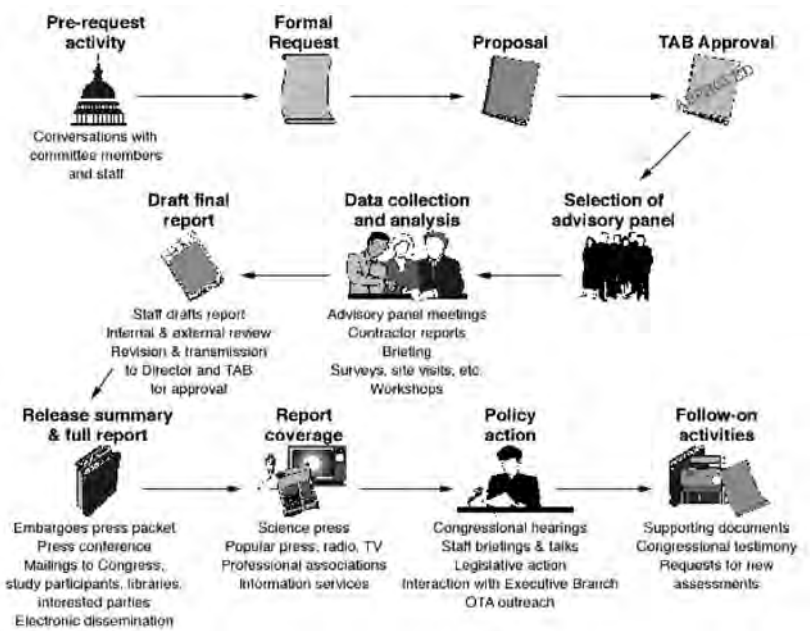 Pre-request
activity
Formal
Request
Proposal
TAB Approval
APPROVED
Conversations with
committee members
and staff
Draft final
report
Data collection
and analysis
Selection of
advisory panel
Staff drafts report
Internal & external review
Revision & transmission
to Director and TAB
for approval
Advisory panel meetings
Contractor reports
Briefing
Surveys, site visits, etc.
Workshops
Release summary
& full report
Report
coverage
Policy
action
Follow-on
activities
Embargoes press packet
Press conference
Mailings to Congress,
study participants, libraries,
interested parties
Electronic dissemination
Science press
Popular press, radio, TV
Professional associations
Information services
Congressional hearings
Staff briefings & talks
Legislative action
Interaction with Executive Branch
OTA outreach
Supporting documents
Congressional testimony
Requests for new
assessments